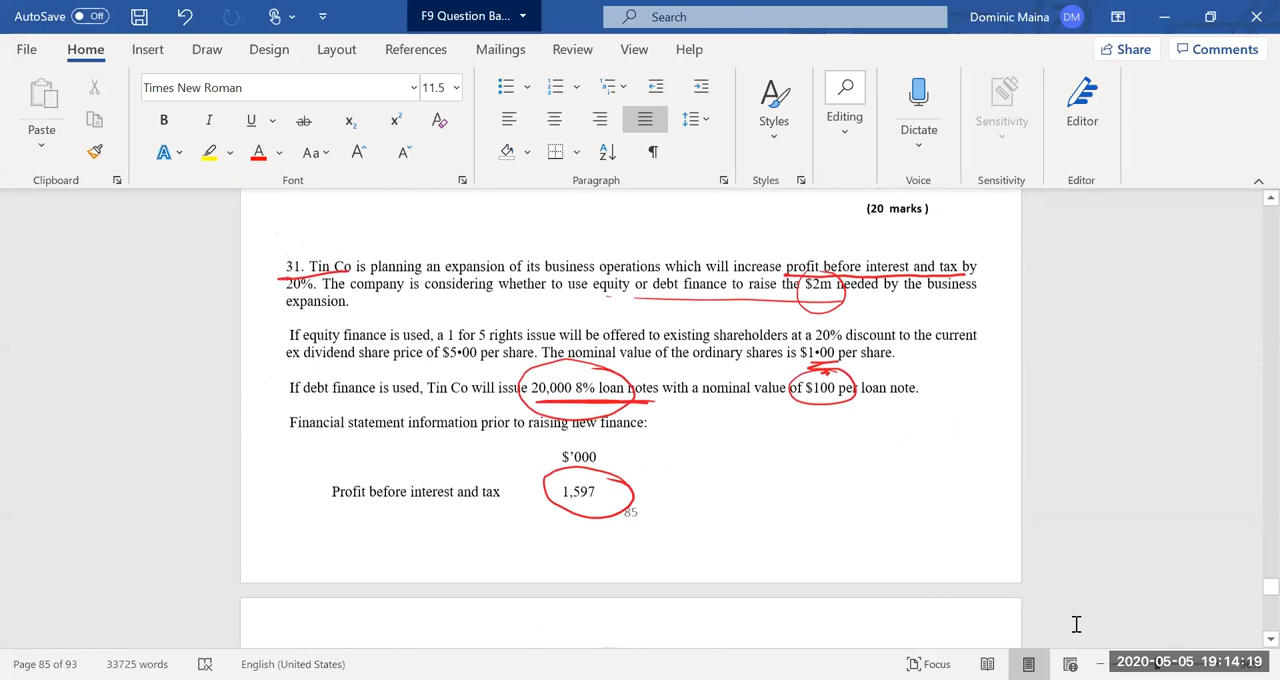 AutoSave Off F9 Question Ba... Search Dominic Maina DM
File Home Insert Draw Design Layout References Mailings Review View Help Share Comments
Times New Roman 11.5
Paste Styles Editing Dictate Sensitivity Editor
Clipboard Font Paragraph Styles Voice Sensitivity Editor
(20 marks )
31. Tin Co is planning an expansion of its business operations which will increase profit before interest and tax by
20%. The company is considering whether to use equity or debt finance to raise the $2m needed by the business
expansion.
If equity finance is used, a 1 for 5 rights issue will be offered to existing shareholders at a 20% discount to the current
ex dividend share price of $5•00 per share. The nominal value of the ordinary shares is $1•00 per share.
If debt finance is used, Tin Co will issue 20,000 8% loan notes with a nominal value of $100 per loan note.
Financial statement information prior to raising new finance:
$’000
Profit before interest and tax 1,597
85
Page 85 of 93 33725 words English (United States) Focus 2020-05-05 19:14:19